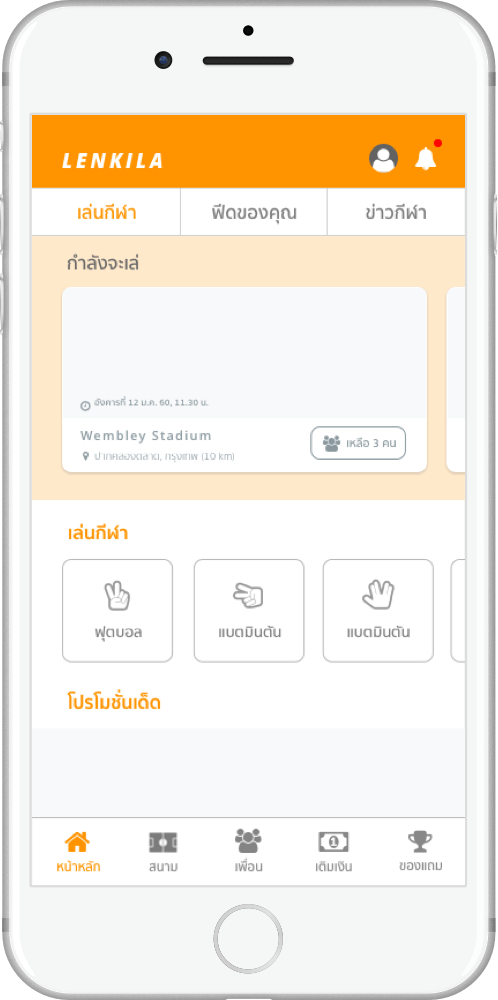 LENKILA
เล่นกีฬา ฟีดของคุณ ข่าวกีฬา
กำลังจะเล่
อังคารที่ 12 ม.ค. 60, 11.30 น.
Wembley Stadium
เหลือ 3 คน
ปากคลองตลาด, กรุงเทพ (10 km)
เล่นกีฬา
ฟุตบอล แบดมินตัน แบดมินตัน
โปรโมชั่นเด็ด
หน้าหลัก สนาม เพื่อน เติมเงิน ของแถม